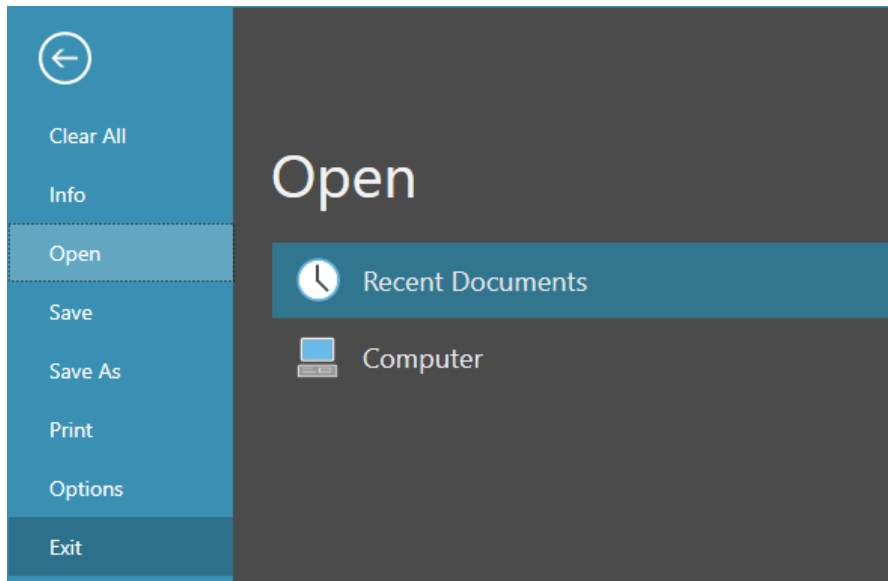 Clear All
Info
Open
Save
Save As
Print
Options
Exit
Open
Recent Documents
Computer